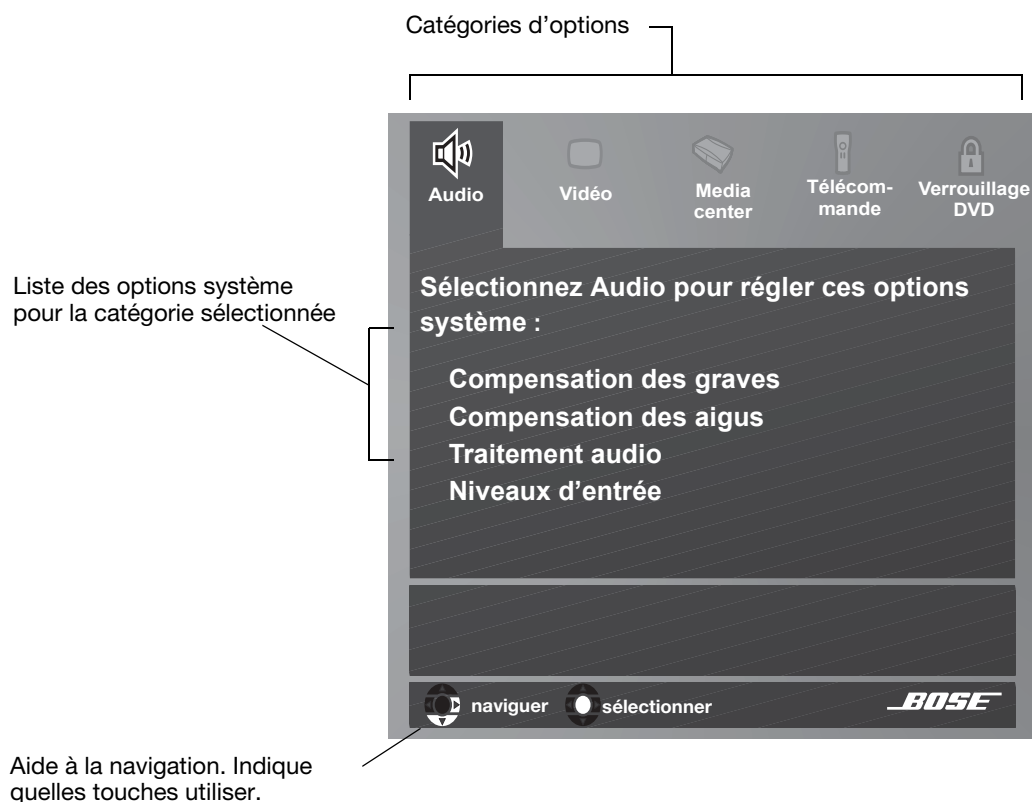 Catégories d’options
Audio
Vidéo
Media
center
Télécom-
mande
Verrouillage
DVD
Liste des options système
pour la catégorie sélectionnée
Sélectionnez Audio pour régler ces options
système :
Compensation des graves
Compensation des aigus
Traitement audio
Niveaux d’entrée
naviguer
sélectionner
BOSE
Aide à la navigation. Indique
quelles touches utiliser.